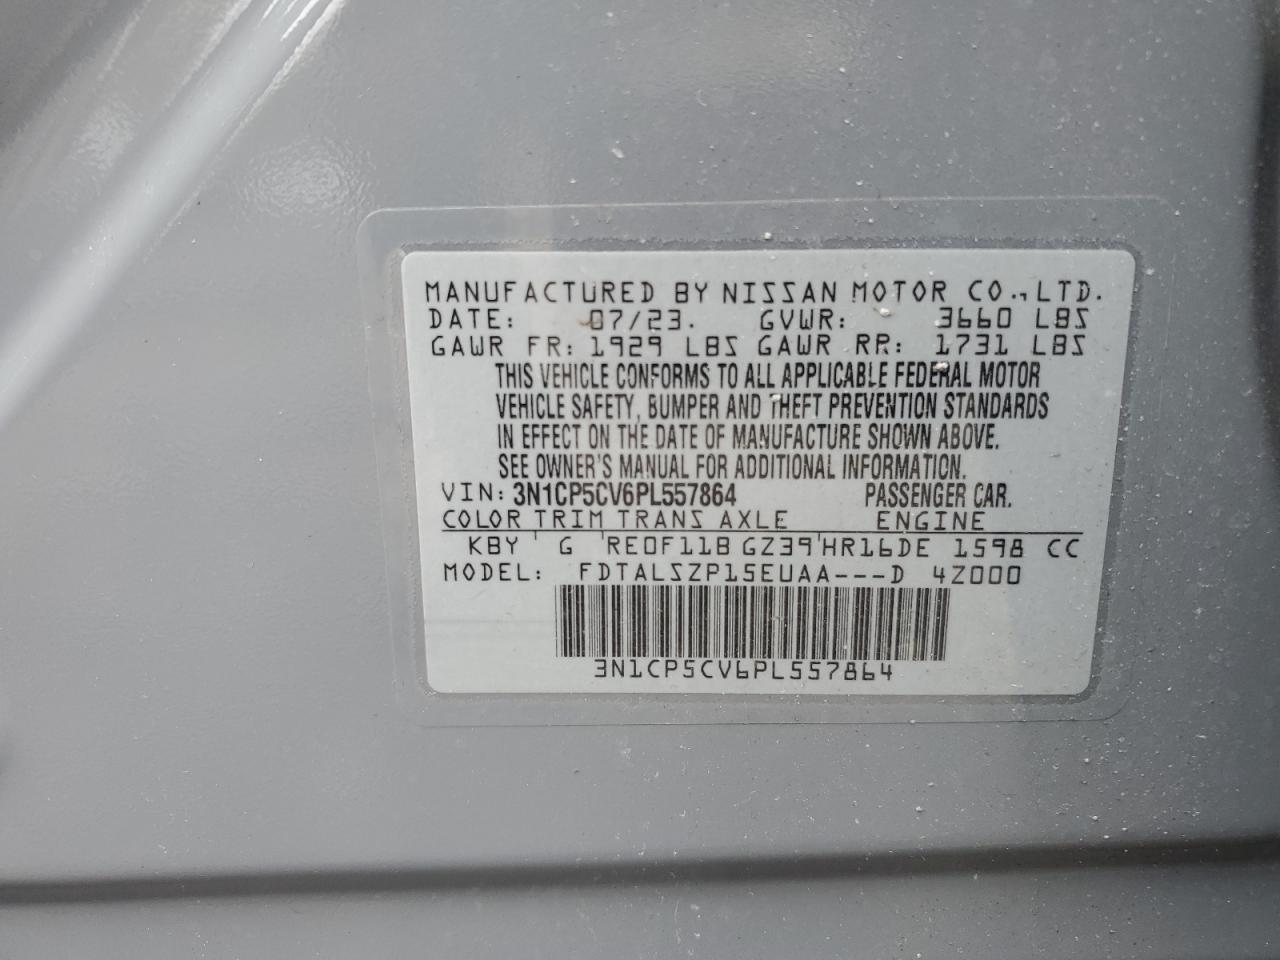 MANUFACTURED BY NISSAN MOTOR CO.,LTD.
DATE: 07/23. GVWR: 3660 LBS
GAWR FR: 1929 LBS GAWR RR: 1731 LBS
THIS VEHICLE CONFORMS TO ALL APPLICABLE FEDERAL MOTOR
VEHICLE SAFETY, BUMPER AND THEFT PREVENTION STANDARDS
IN EFFECT ON THE DATE OF MANUFACTURE SHOWN ABOVE.
SEE OWNER'S MANUAL FOR ADDITIONAL INFORMATION.
VIN: 3N1CP5CV6PL557864 PASSENGER CAR.
COLOR TRIM TRANS AXLE ENGINE
KBY ' G 'RE0F11B GZ39'HR16DE 1598 CC
MODEL: FDTALSZP15EUAA---D 4Z000
3N1CP5CV6PL557864